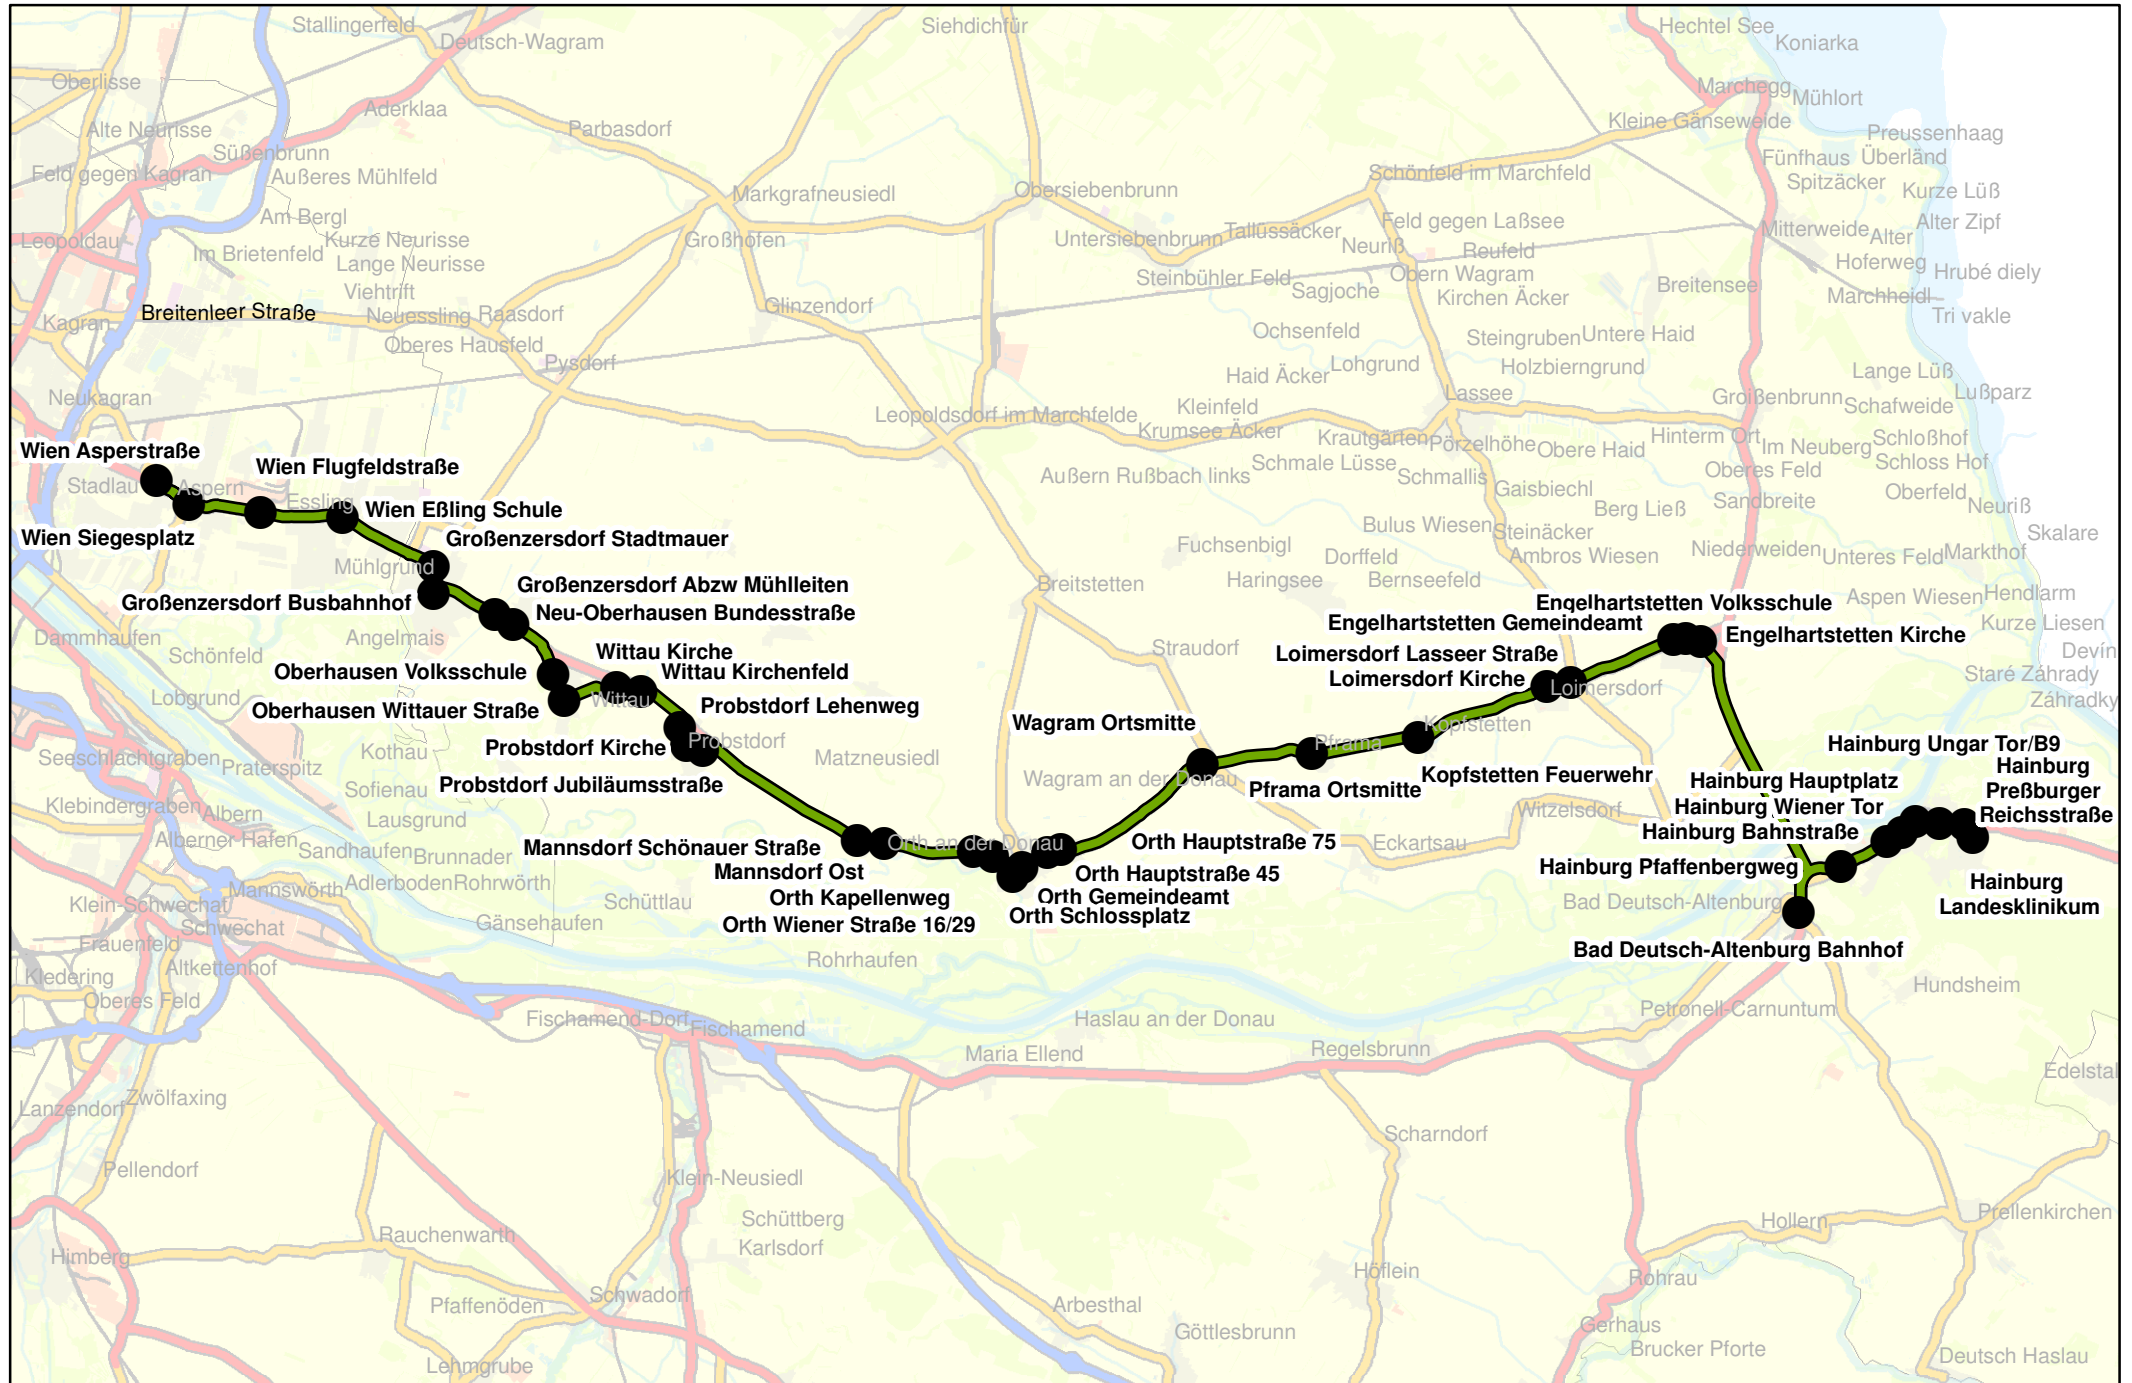 Stallingerfeld
Siehdichfür
Hechtel See
Deutsch-Wagram
Koniarka
Oberlisse
Marchegg
Mühlort
Aderklaa
Kleine Gänseweide
Alte Neurisse
Parbasdorf
Preussenhaag
Süßenbrunn
Fünfhaus
Überländ
Feld gegen Kagran
Außeres Mühlfeld
Schönfeld im Marchfeld
Spitzäcker
Kurze Lüß
Markgrafneusiedl
Obersiebenbrunn
Am Bergl
Feld gegen Laßsee
Alter Zipf
Leopoldau
Kurze Neurisse
Großhofen
Untersiebenbrunn
Tallussäcker
Neuriß
Mitterweide
Alter
Hoferweg
Im Brietenfeld
Lange Neurisse
Reufeld
Steinbühler Feld
Obern Wagram
Hrubé diely
Viehtrift
Sagjoche
Kirchen Äcker
Breitensee
Marchheidl
Breitenleer Straße
Neuessling
Raasdorf
Glinzendorf
Tri vakle
Kagran
Oberes Hausfeld
Ochsenfeld
Steingruben
Untere Haid
Pysdorf
Haid Äcker
Lohgrund
Holzbierngrund
Lange Lüß
Neukagran
Leopoldsdorf im Marchfelde
Kleinfeld
Lassee
Großenbrunn
Schafweide
Lußparz
Krumsee Äcker
Krautgärten
Pörzelhöhe
Obere Haid
Hinterm Ort
Im Neuberg
Schloßhof
Wien Asperstraße
Wien Flugfeldstraße
Außern Rußbach links
Schmale Lüsse
Schmallis
Oberes Feld
Schloss Hof
Stadlau
Aspern
Essling
Gaisbiechl
Sandbreite
Oberfeld
Neuriß
Wien Eßling Schule
Berg Ließ
Wien Siegesplatz
Großenzersdorf Stadtmauer
Bulus Wiesen
Steinäcker
Skalare
Mühlgrund
Fuchsenbigl
Dorffeld
Ambros Wiesen
Niederweiden
Unteres Feld
Markthof
Großenzersdorf Abzw Mühlleiten
Breitstetten
Haringsee
Bernseefeld
Großenzersdorf Busbahnhof
Neu-Oberhausen Bundesstraße
Engelhartstetten Volksschule
Aspen Wiesen
Hendlarm
Dammhaufen
Angelmais
Engelhartstetten Gemeindeamt
Engelhartstetten Kirche
Kurze Liesen
Schönfeld
Wittau Kirche
Straudorf
Loimersdorf Lasseer Straße
Devín
Oberhausen Volksschule
Wittau Kirchenfeld
Loimersdorf Kirche
Loimersdorf
Staré Záhrady
Lobgrund
Oberhausen Wittauer Straße
Wittau
Probstdorf Lehenweg
Záhradky
Wagram Ortsmitte
Kopfstetten
Kothau
Probstdorf Kirche
Probstdorf
Pframa
Hainburg Ungar Tor/B9
Seeschlachtgraben
Praterspitz
Matzneusiedl
Wagram an der Donau
Kopfstetten Feuerwehr
Hainburg Hauptplatz
Hainburg
Preßburger
Reichsstraße
Probstdorf Jubiläumsstraße
Pframa Ortsmitte
Sofienau
Hainburg Wiener Tor
Klebindergraben
Albern
Lausgrund
Witzelsdorf
Hainburg Bahnstraße
Alberner Hafen
Sandhaufen
Brunnader
Mannsdorf Schönauer Straße
Orth an der Donau
Orth Hauptstraße 75
Eckartsau
Mannsdorf Ost
Orth Hauptstraße 45
Hainburg Pfaffenbergweg
Mannswörth
Adlerboden
Rohrwörth
Orth Kapellenweg
Orth Gemeindeamt
Hainburg
Landesklinikum
Klein-Schwechat
Schüttlau
Orth Schlossplatz
Bad Deutsch-Altenburg
Schwechat
Gänsehaufen
Orth Wiener Straße 16/29
Frauenfeld
Bad Deutsch-Altenburg Bahnhof
Kledering
Altkettenhof
Rohrhaufen
Hundsheim
Oberes Feld
Fischamend-Dorf
Fischamend
Haslau an der Donau
Petronell-Carnuntum
Maria Ellend
Regelsbrunn
Edelstal
Lanzendorf
Zwölfaxing
Scharndorf
Pellendorf
Klein-Neusiedl
Rauchenwarth
Schüttberg
Hollern
Prellenkirchen
Himberg
Karlsdorf
Höflein
Rohrau
Pfaffenöden
Schwadorf
Arbesthal
Göttlesbrunn
Gerhaus
Brucker Pforte
Lehmgrube
Deutsch Haslau